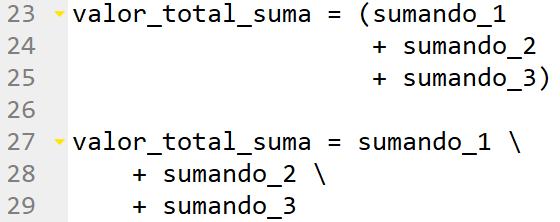 23 valor_total_suma = (sumando_1
24 + sumando_2
25 + sumando_3)
26
27 valor_total_suma = sumando_1 \
28 + sumando_2 \
29 + sumando_3